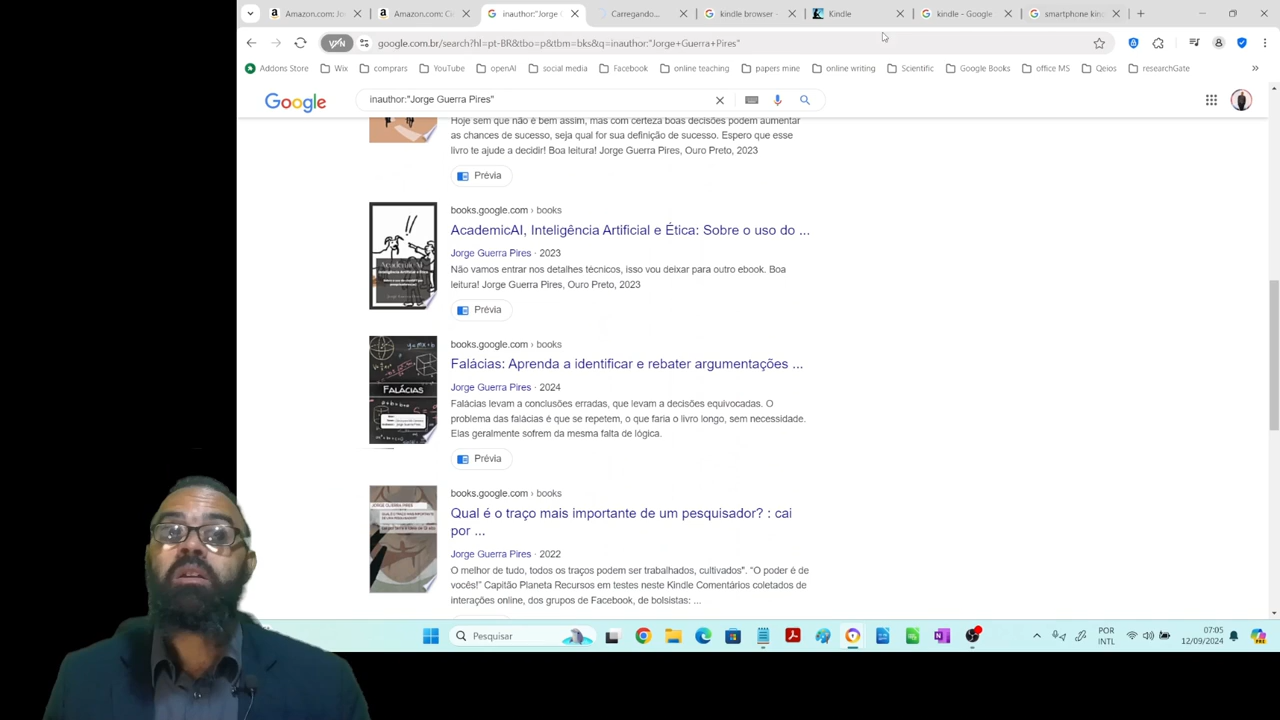 Amazon.com: Jo
Amazon.com: Ci
inauthor:"Jorge
Carregando...
kindle browser -
Kindle
kindle - Google
smartphone kin
VPN
google.com.br/search?hl=pt-BR&tbo=p&tbm=bks&q=inauthor:"Jorge+Guerra+Pires"
Addons Store
Wix
comprars
YouTube
openAI
social media
Facebook
online teaching
papers mine
online writing
Scientific
Google Books
office MS
Qeios
researchGate
Google
inauthor:"Jorge Guerra Pires"
Hoje sem que não é bem assim, mas com certeza boas decisões podem aumentar
as chances de sucesso, seja qual for sua definição de sucesso. Espero que esse
livro te ajude a decidir! Boa leitura! Jorge Guerra Pires, Ouro Preto, 2023
Prévia
books.google.com › books
AcademicAI, Inteligência Artificial e Ética: Sobre o uso do ...
Jorge Guerra Pires · 2023
Não vamos entrar nos detalhes técnicos, isso vou deixar para outro ebook. Boa
leitura! Jorge Guerra Pires, Ouro Preto, 2023
Prévia
books.google.com › books
Falácias: Aprenda a identificar e rebater argumentações ...
Jorge Guerra Pires · 2024
FALÁCIAS
Falácias levam a conclusões erradas, que levam a decisões equivocadas. O
problema das falácias é que se repetem, o que faria o livro longo, sem necessidade.
Elas geralmente sofrem da mesma falta de lógica.
Prévia
books.google.com › books
Qual é o traço mais importante de um pesquisador? : cai
por ...
Jorge Guerra Pires · 2022
O melhor de tudo, todos os traços podem ser trabalhados, cultivados". “O poder é de
vocês!” Capitão Planeta Recursos em testes neste Kindle Comentários coletados de
interações online, dos grupos de Facebook, de bolsistas: ...
Pesquisar
POR
INTL
07:05
12/09/2024